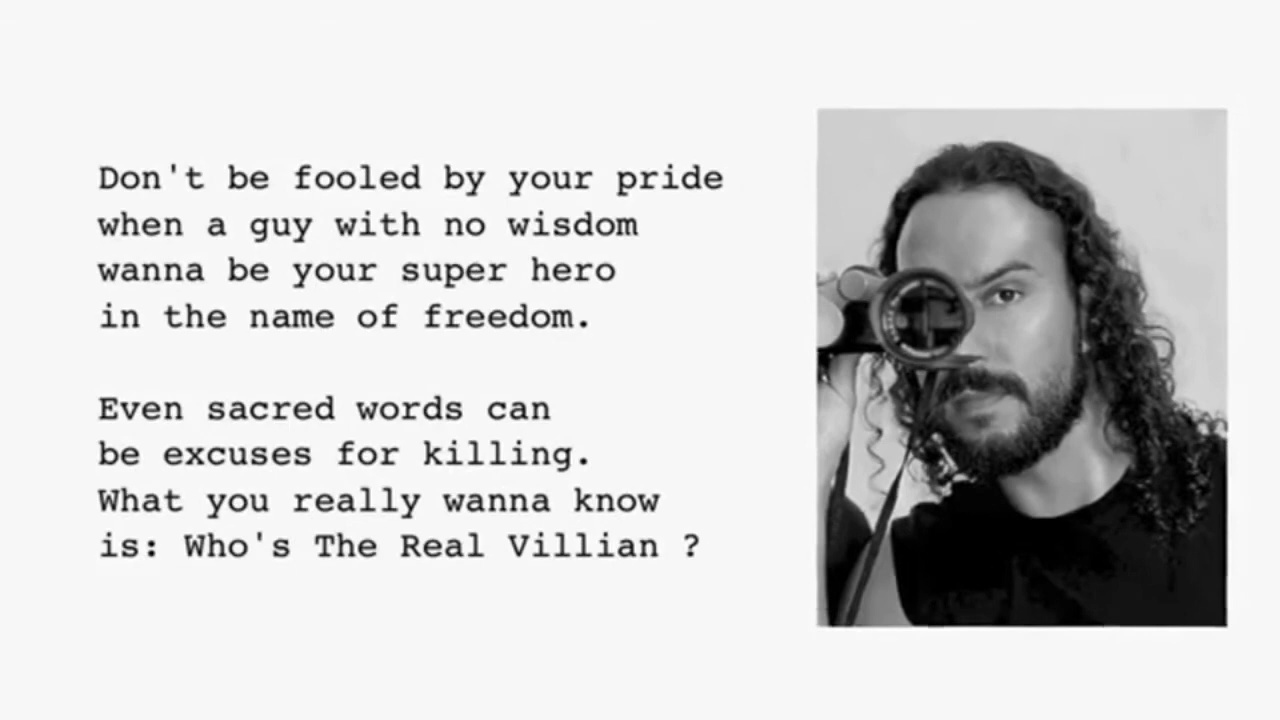 Don't be fooled by your pride
when a guy with no wisdom
wanna be your super hero
in the name of freedom.
Even sacred words can
be excuses for killing.
What you really wanna know
is: Who's The Real Villian ?